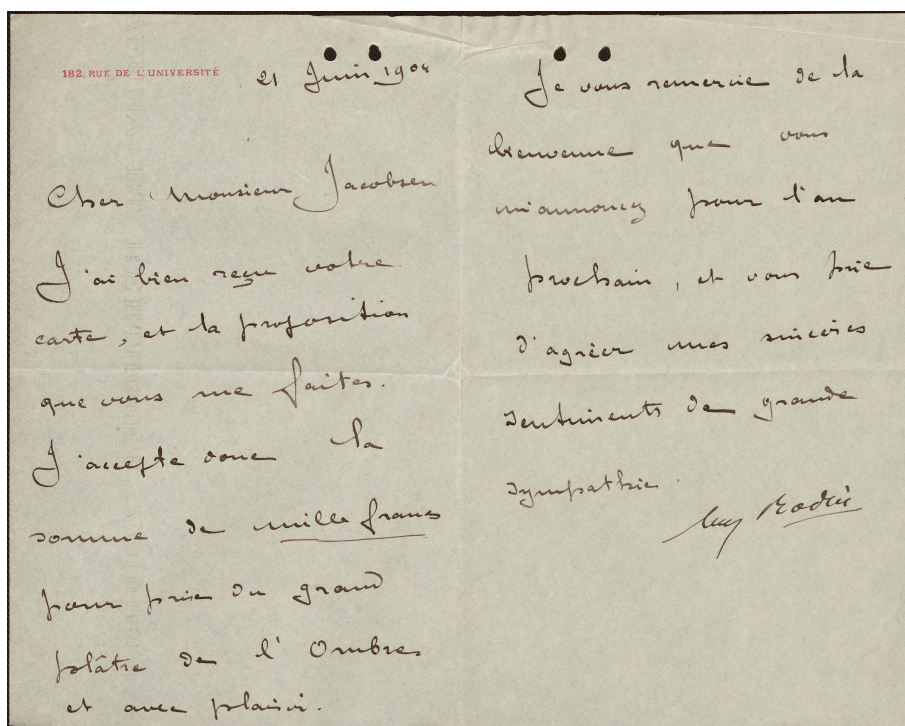 182, RUE DE L'UNIVERSITÉ
21 Juin 1904
Cher Monsieur Jacobsen
J'ai bien reçu votre
carte, et la proposition
que vous me faites.
J'accepte donc la
somme de mille francs
pour prix du grand
plâtre de l'Ombres
et avec plaisir.
Je vous remercie de la
bienvenue que vous
m'annoncez pour l'an
prochain, et vous prie
d'agréer mes sincères
sentiments de grande
sympathie.
Aug Rodin